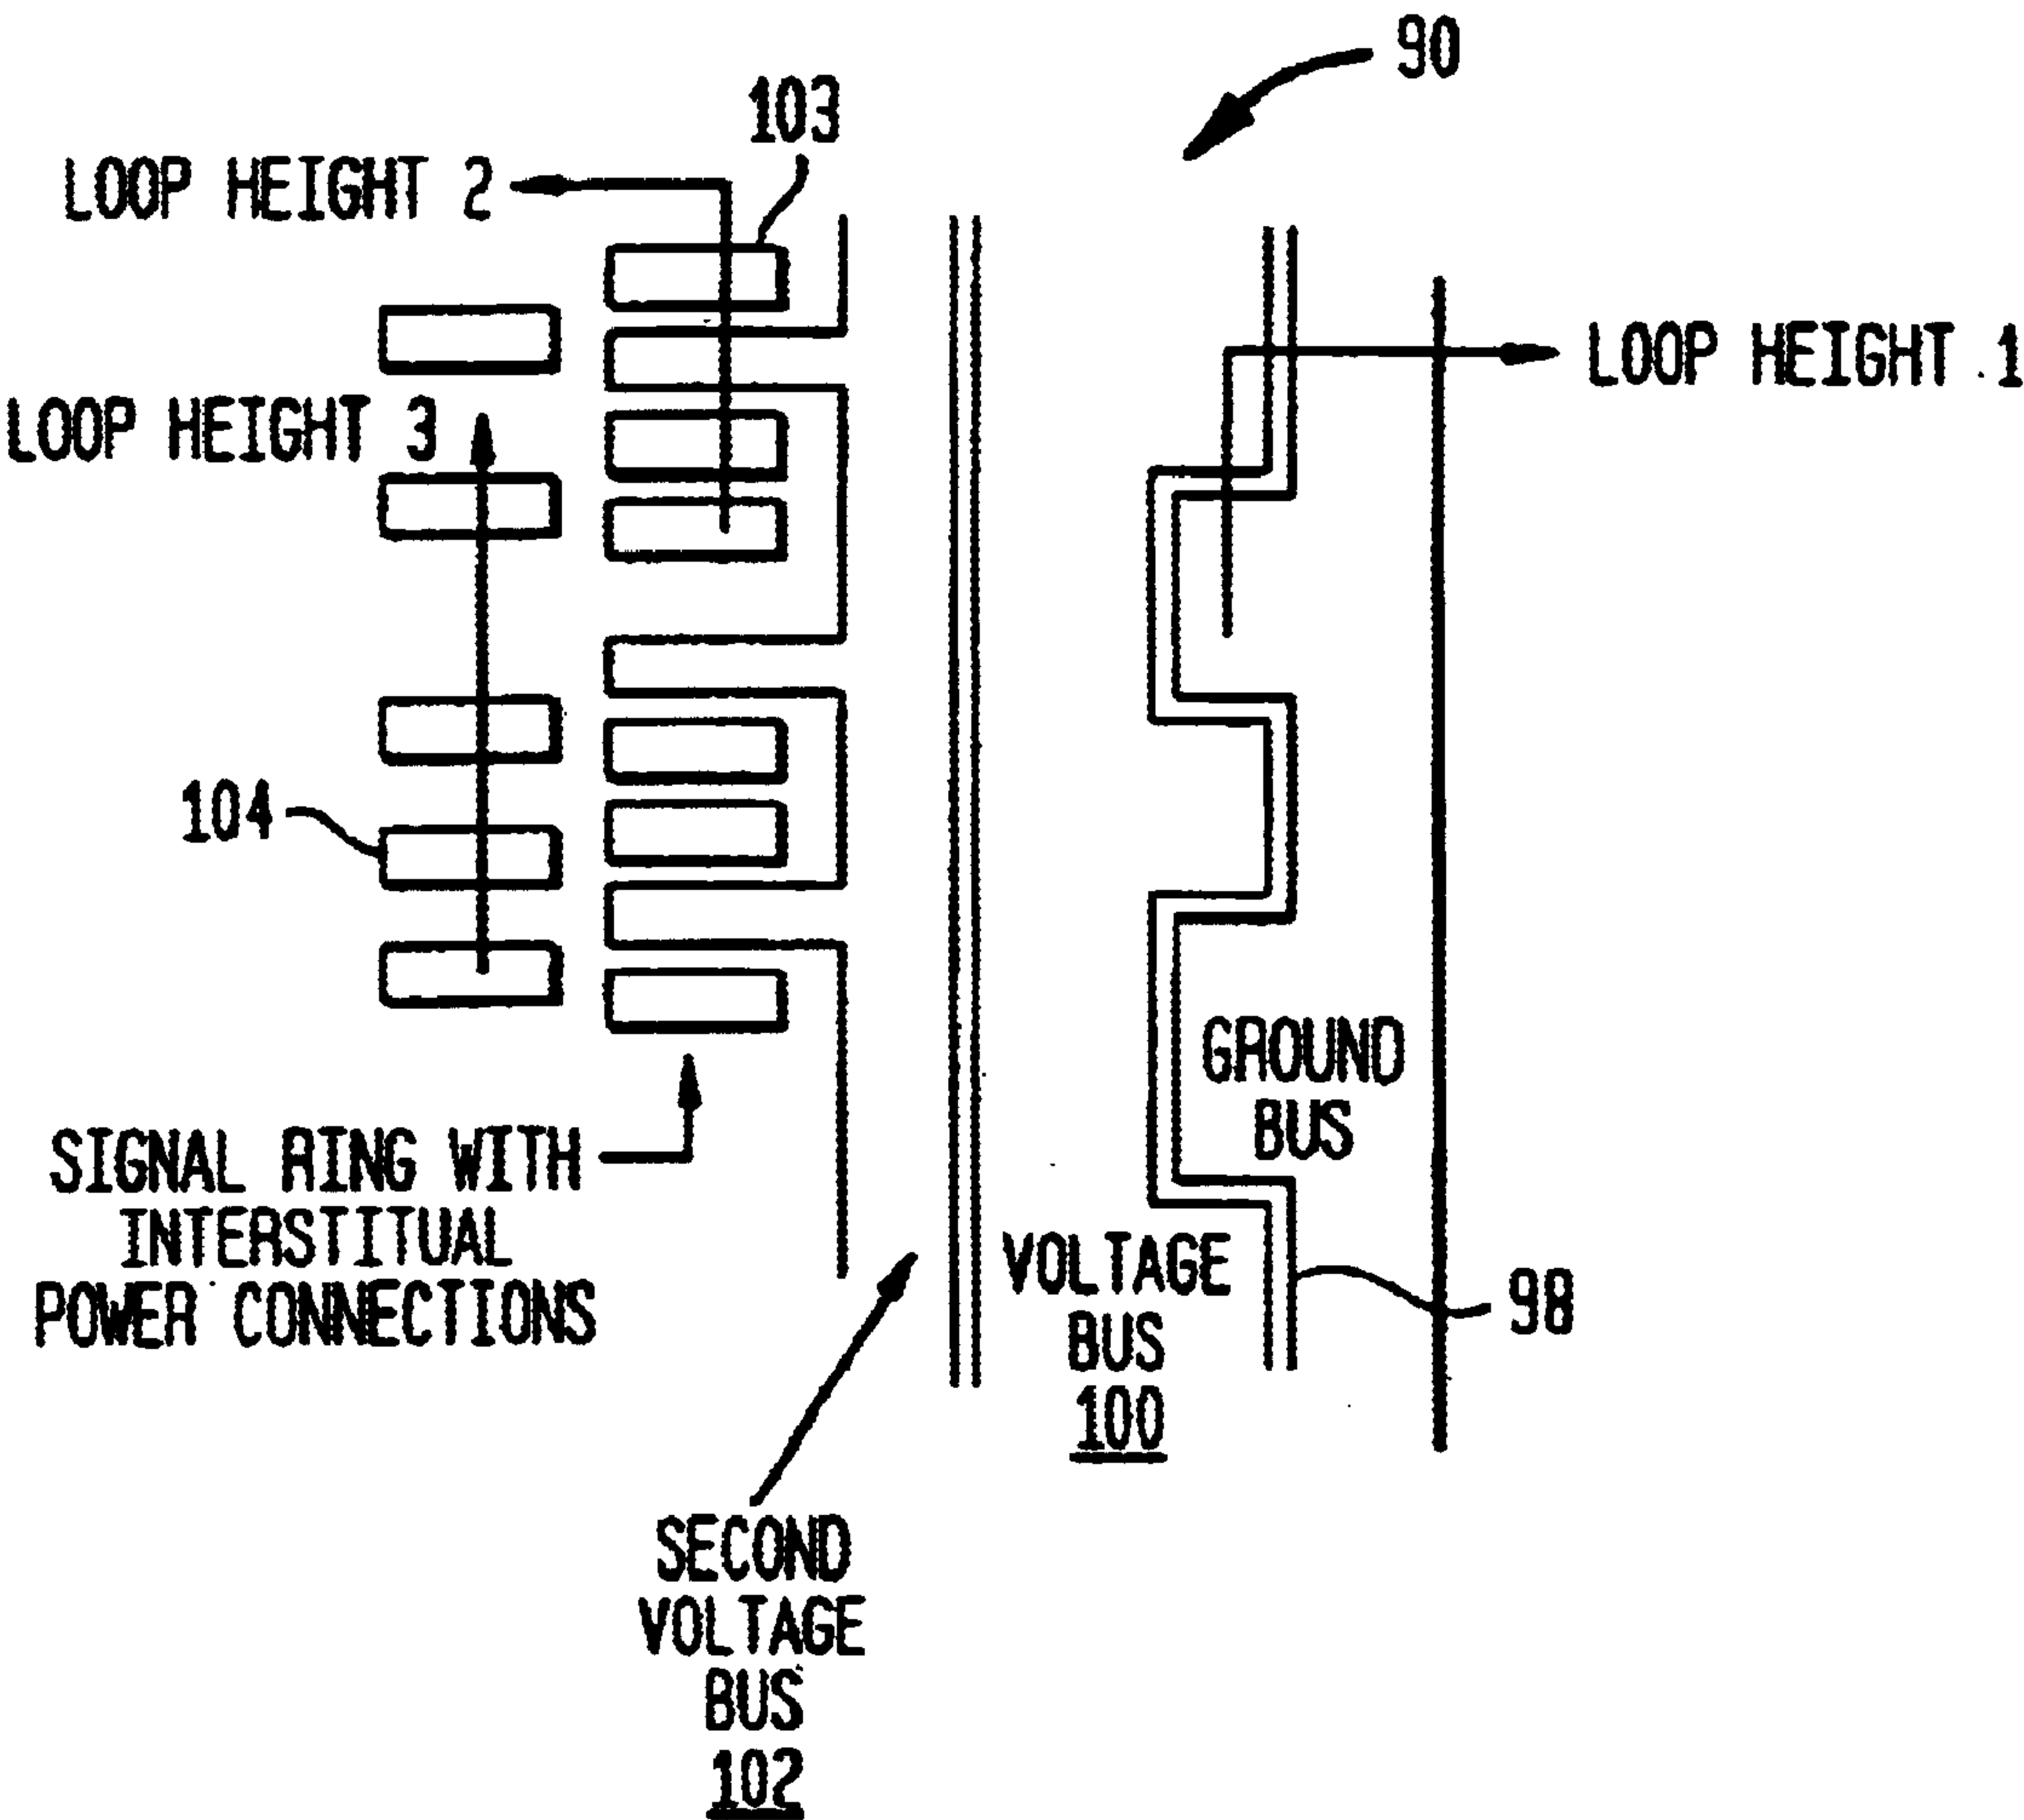 90
103
LOOP HEIGHT 2
LOOP HEIGHT 1
LOOP HEIGHT 3
104
GROUND
BUS
SIGNAL RING WITH
INTERSTITUAL
POWER CONNECTIONS
VOLTAGE
BUS
100
98
SECOND
VOLTAGE
BUS
102